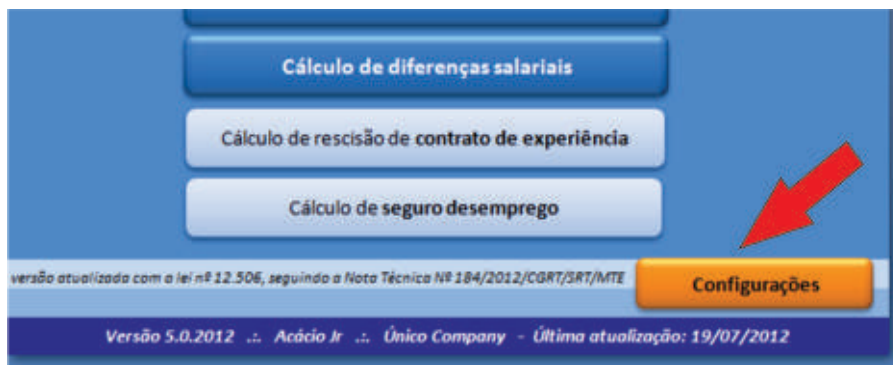 Cálculo de diferenças salariais
Cálculo de rescisão de contrato de experiência
Cálculo de seguro desemprego
versão atualizada com a lei nº 12.506, seguindo a Nota Técnica Nº 184/2012/CGRT/SRT/MTE
Configurações
Versão 5.0.2012 .:. Acácio Jr .:. Único Company - Última atualização: 19/07/2012